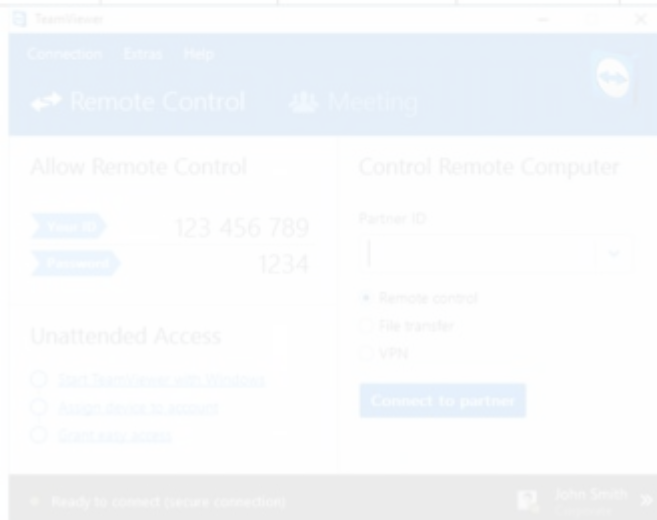 TeamViewer
Connection Extras Help
Remote Control Meeting
Allow Remote Control
Your ID 123 456 789
Password 1234
Unattended Access
Start TeamViewer with Windows
Assign device to account
Grant easy access
Control Remote Computer
Partner ID
Remote control
File transfer
VPN
Connect to partner
Ready to connect (secure connection)
John Smith